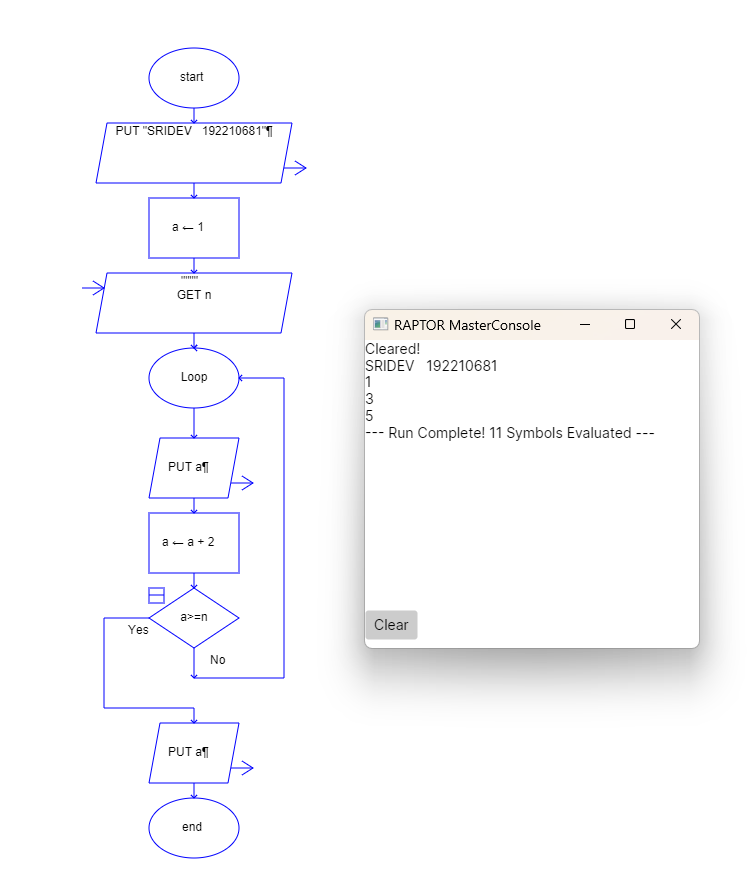 start
PUT "SRIDEV   192210681"¶
a ← 1
""""
GET n
Loop
PUT a¶
a ← a + 2
a>=n
Yes
No
PUT a¶
end
RAPTOR MasterConsole
Cleared!
SRIDEV   192210681
1
3
5
--- Run Complete! 11 Symbols Evaluated ---
Clear